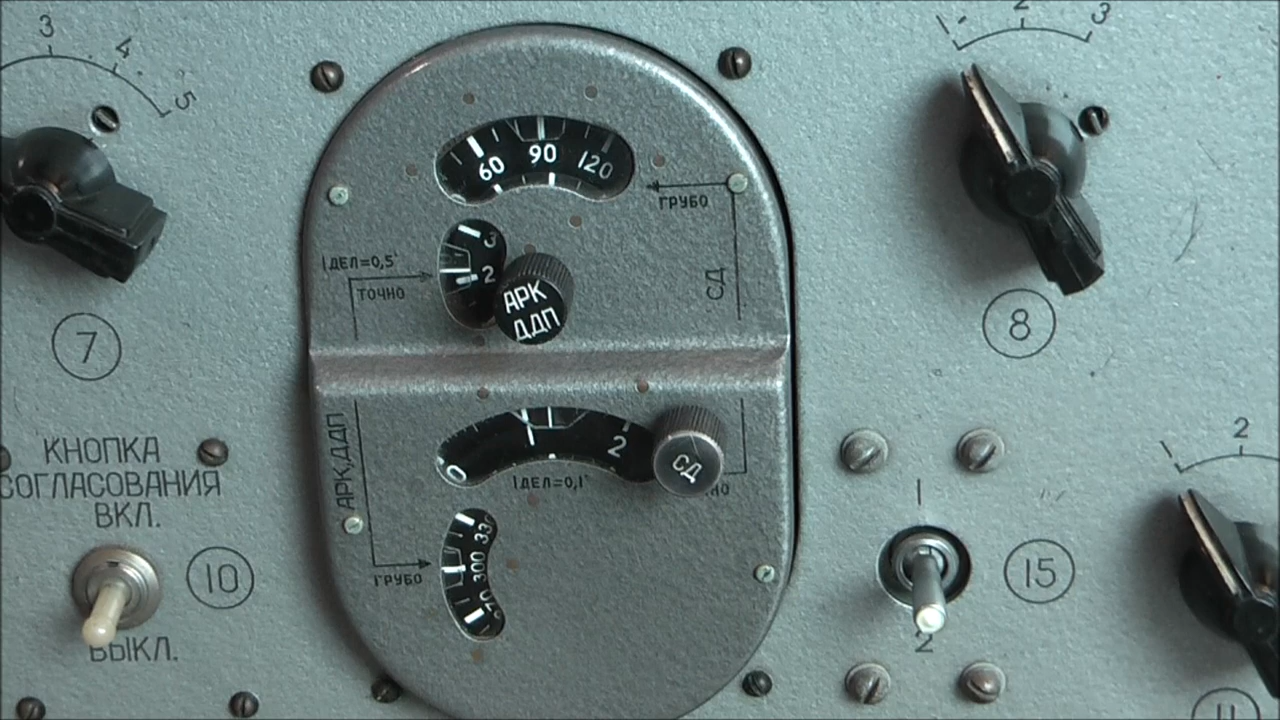 3
4
5
1
2
3
60 90 120
ГРУБО
3
2
1ДЕЛ=0,5°
ТОЧНО
АРК
ДДП
СД
7
8
КНОПКА
СОГЛАСОВАНИЯ
ВКЛ.
10
ВЫКЛ.
АРК,ДДП
0
2
1ДЕЛ=0,1°
СД
ГРУБО
300
1
15
2
1
2
11